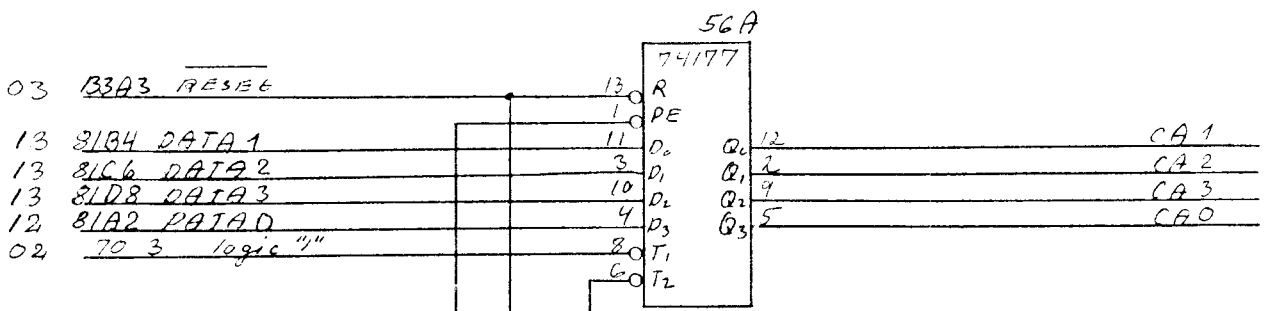 56A
74177
03 B3A3 RESET 13 R
1 PE
13 81B4 DATA 1 11 D0 Q0 12 CA 1
13 81C6 DATA 2 3 D1 Q1 2 CA 2
13 81D8 DATA 3 10 D2 Q2 9 CA 3
12 81A2 DATA 0 4 D3 Q3 5 CA 0
02 70 3 logic "1" 8 T1
6 T2